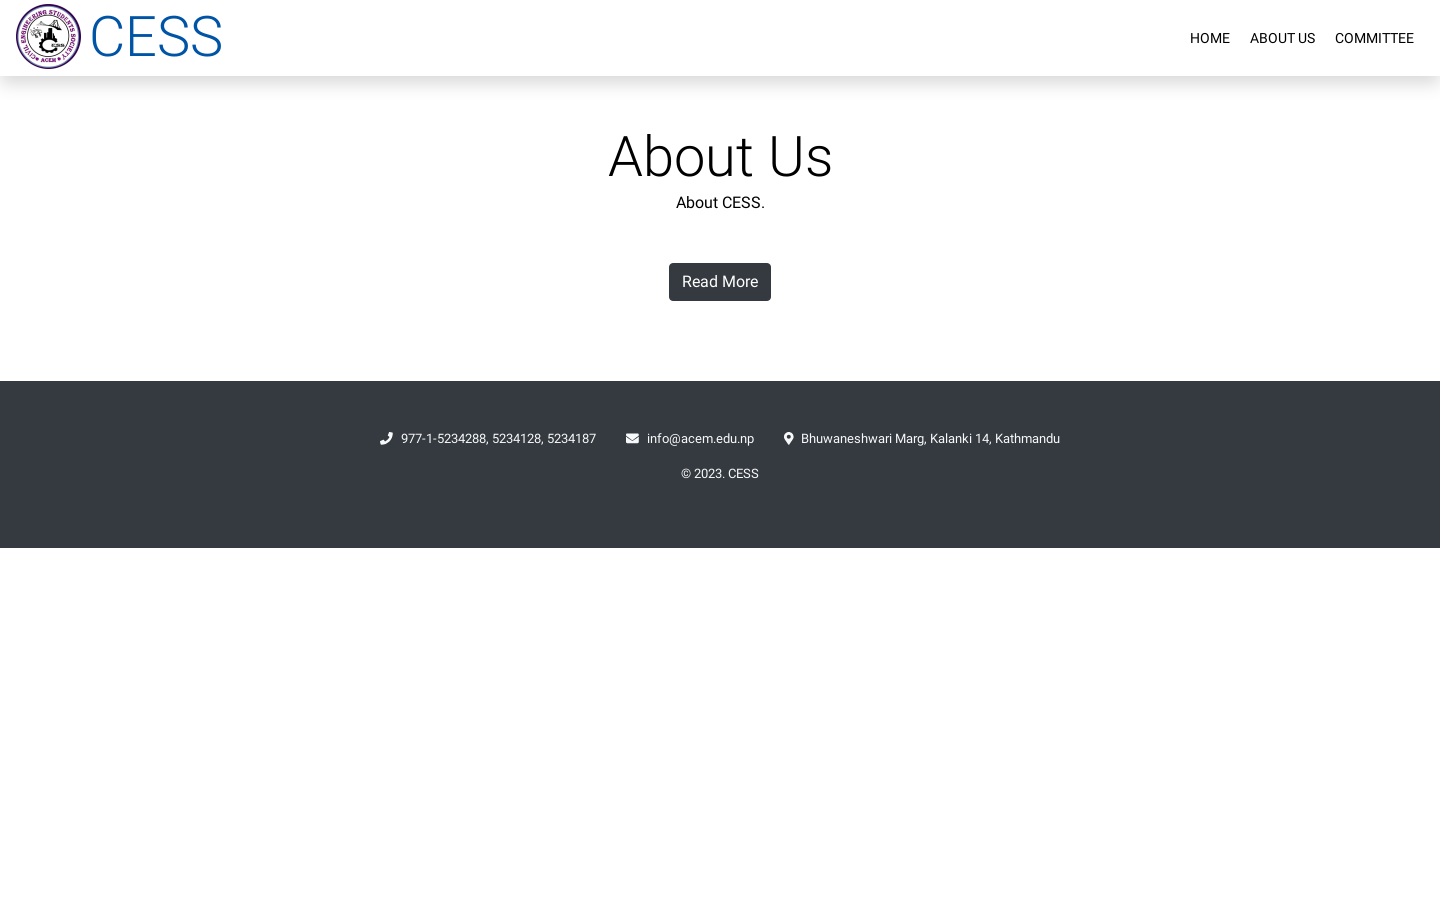 CIVIL ENGINEERING STUDENTS SOCIETY
ACEM
CESS
HOME
ABOUT US
COMMITTEE
About Us
About CESS.
Read More
977-1-5234288, 5234128, 5234187
info@acem.edu.np
Bhuwaneshwari Marg, Kalanki 14, Kathmandu
© 2023. CESS